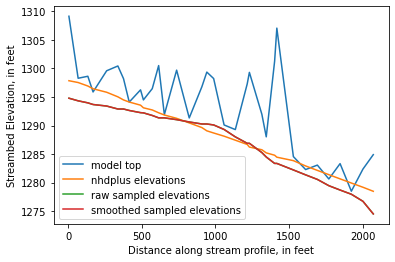 1310
1305
1300
1295
1290
1285
1280
1275
Streambed Elevation, in feet
model top
nhdplus elevations
raw sampled elevations
smoothed sampled elevations
0 500 1000 1500 2000
Distance along stream profile, in feet